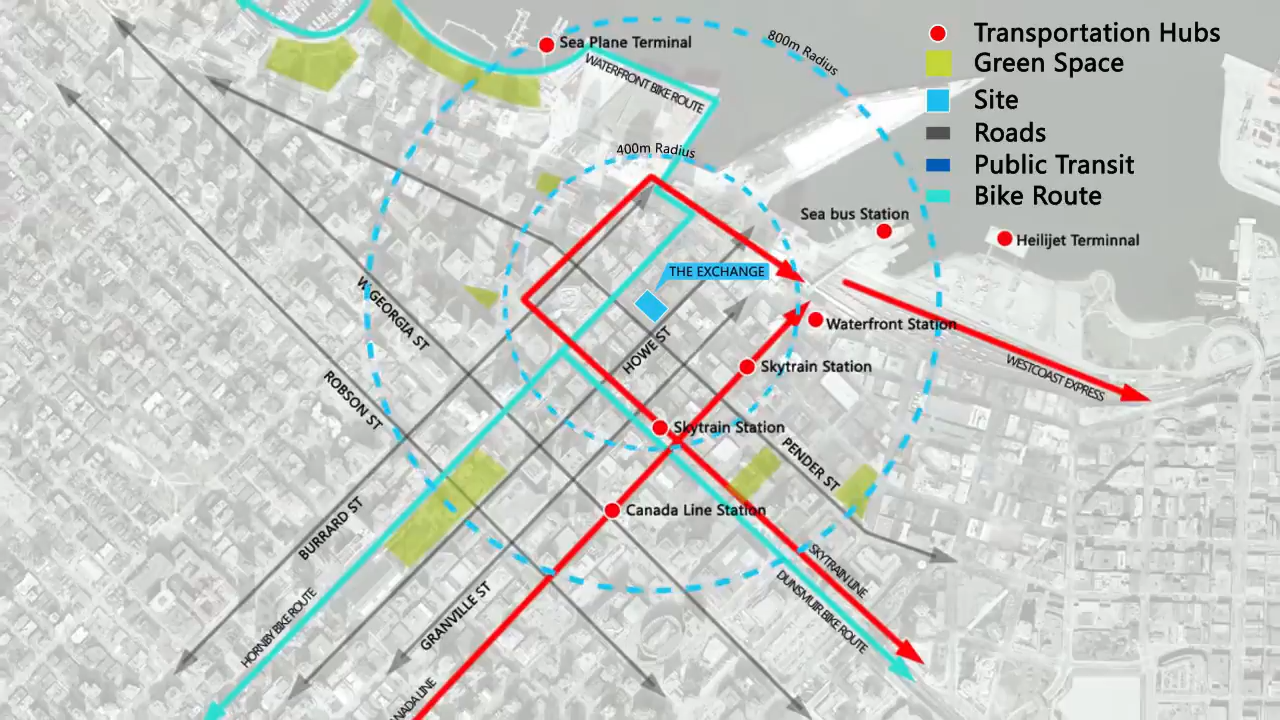 Transportation Hubs
Green Space
Site
Roads
Public Transit
Bike Route
Sea Plane Terminal
800m Radius
WATERFRONT BIKE ROUTE
400m Radius
Sea bus Station
Heilijet Terminnal
THE EXCHANGE
W.GEORGIA ST
HOWE ST
Waterfront Station
Skytrain Station
WESTCOAST EXPRESS
ROBSON ST
Skytrain Station
PENDER ST
BURRARD ST
Canada Line Station
SKYTRAIN LINE
HORNBY BIKE ROUTE
GRANVILLE ST
DUNSMUIR BIKE ROUTE
ANADA LINE